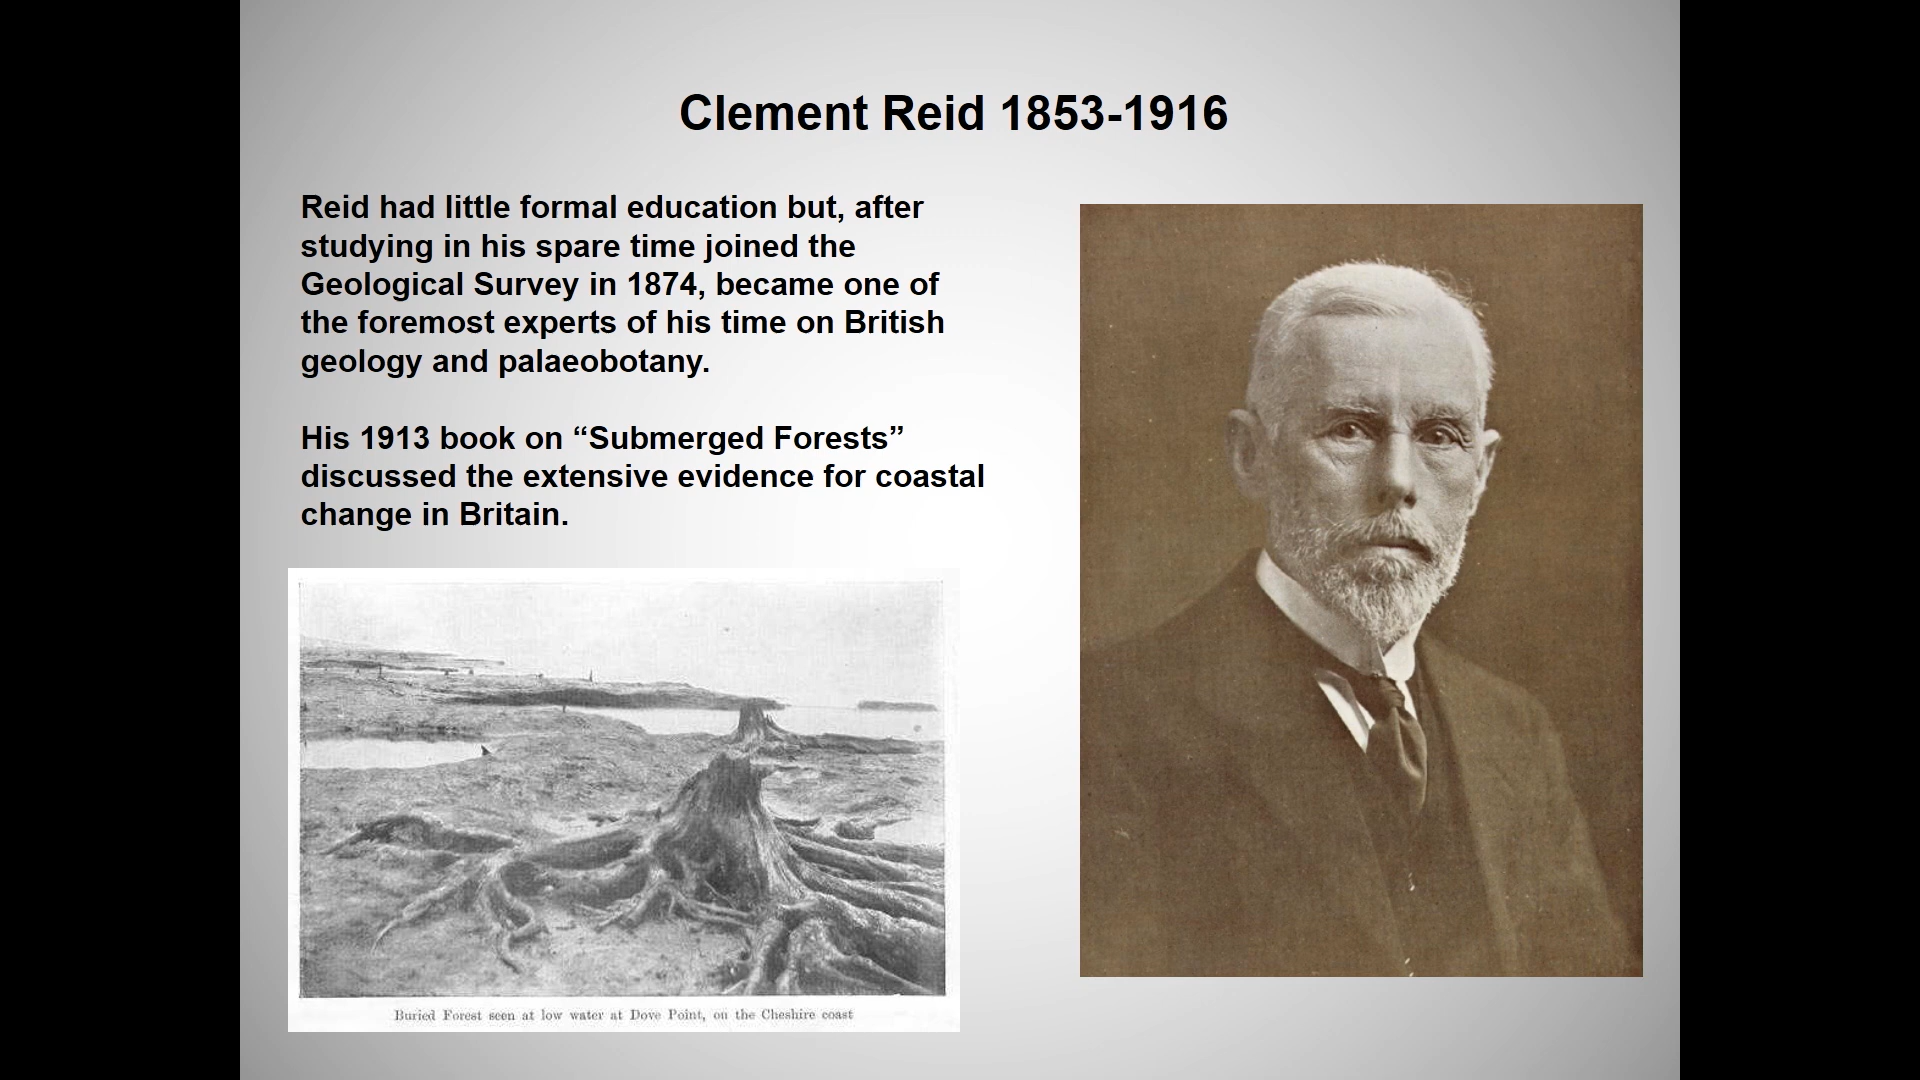 Clement Reid 1853-1916
Reid had little formal education but, after
studying in his spare time joined the
Geological Survey in 1874, became one of
the foremost experts of his time on British
geology and palaeobotany.
His 1913 book on “Submerged Forests”
discussed the extensive evidence for coastal
change in Britain.
Buried Forest seen at low water at Dove Point, on the Cheshire coast